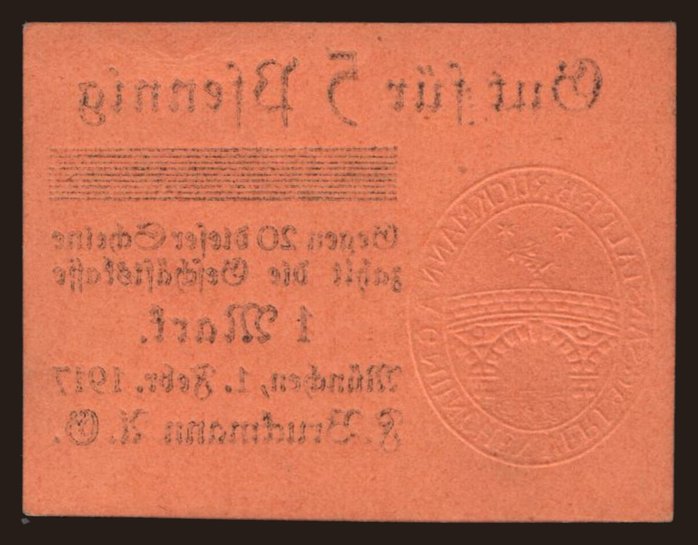 Gut für 5 Pfennig
Gegen 20 dieser Scheine
zahlt die Geschäftskasse
1 Mark.
München, 1. Febr. 1917
F. Bruckmann A. G.